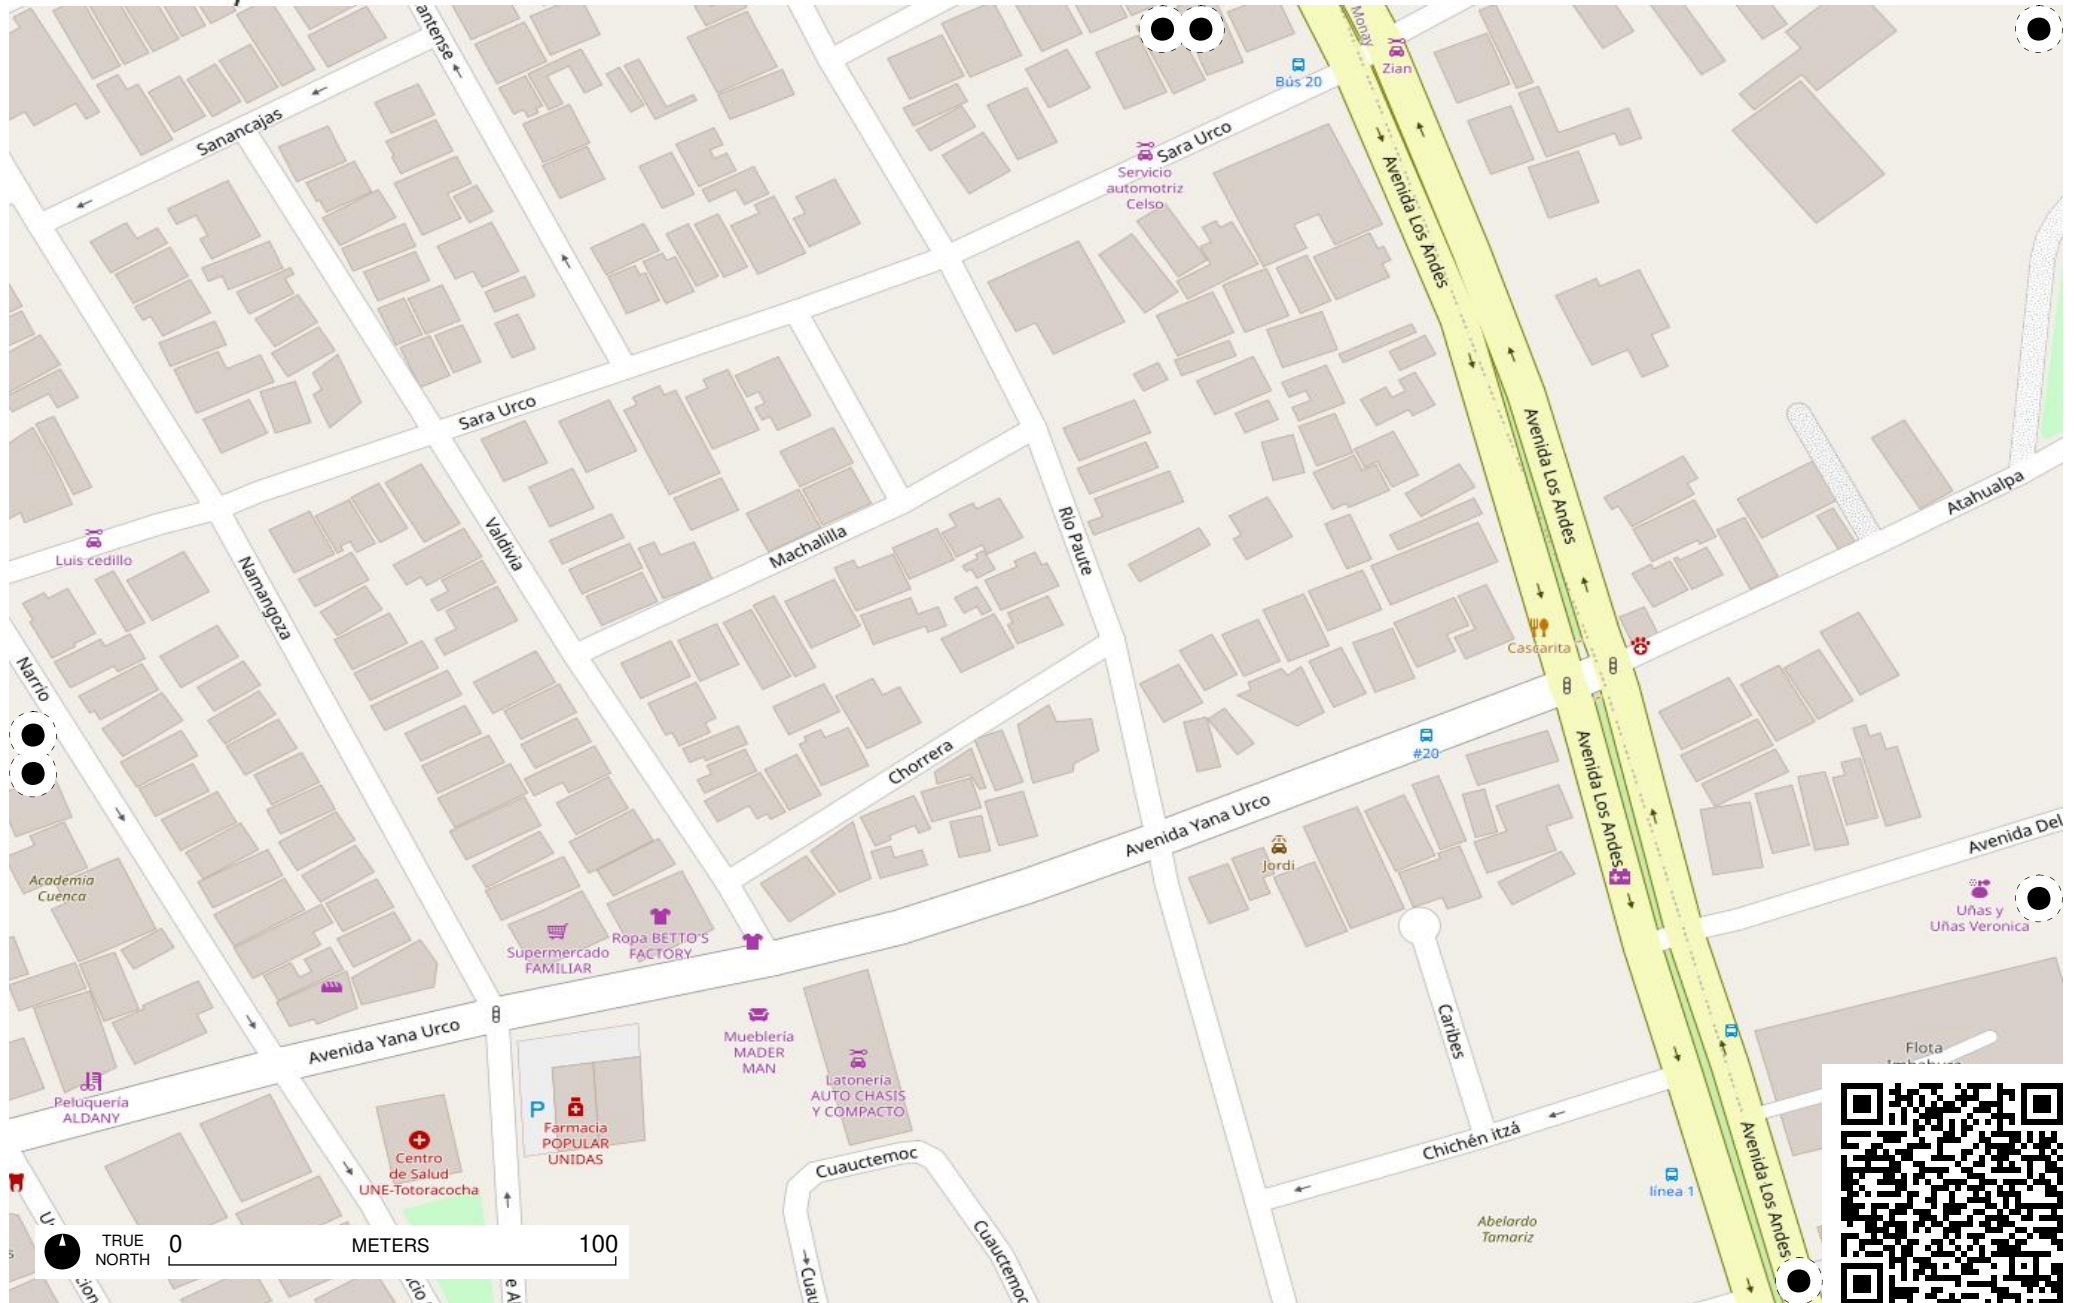 antense
Monay
Zian
Bús 20
Sanancajas
Sara Urco
Servicio
automotriz
Celso
Avenida Los Andes
Sara Urco
Avenida Los Andes
Atahualpa
Luis cedillo
Valdivia
Machalilla
Río Paute
Namangoza
Narrio
Cascarita
Chorrera
#20
Avenida Los Andes
Avenida Yana Urco
Avenida Del
Jordi
Academia
Cuenca
Uñas y
Uñas Veronica
Supermercado
FAMILIAR
Ropa BETTO'S
FACTORY
Avenida Yana Urco
Mueblería
MADER
MAN
Caribes
Flota
Latonería
AUTO CHASIS
Y COMPACTO
Peluquería
ALDANY
P
Farmacia
POPULAR
UNIDAS
Centro
de Salud
UNE-Totoracocha
Cuauctemoc
Chichén itzá
Avenida Los Andes
línea 1
Abelardo
Tamariz
Cuauctemoc
Cuau
TRUE
NORTH
0
METERS
100